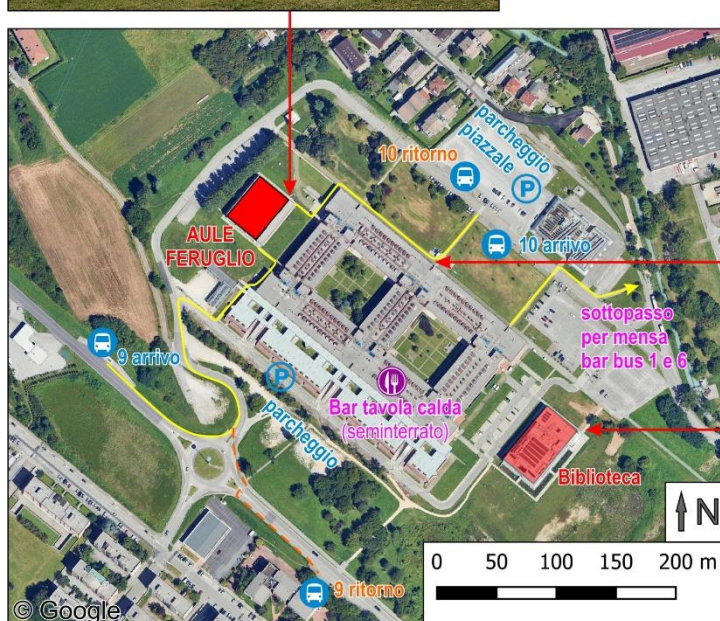 10 ritorno
parcheggio
piazzale
P
AULE
FERUGLIO
10 arrivo
sottopasso
per mensa
bar bus 1 e 6
9 arrivo
P
parcheggio
Bar tavola calda
(seminterrato)
Biblioteca
N
9 ritorno
0 50 100 150 200 m
© Google